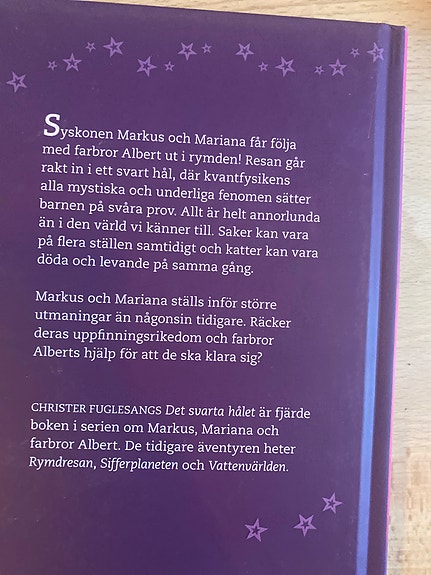 Syskonen Markus och Mariana får följa
med farbror Albert ut i rymden! Resan går
rakt in i ett svart hål, där kvantfysikens
alla mystiska och underliga fenomen sätter
barnen på svåra prov. Allt är helt annorlunda
än i den värld vi känner till. Saker kan vara
på flera ställen samtidigt och katter kan vara
döda och levande på samma gång.
Markus och Mariana ställs inför större
utmaningar än någonsin tidigare. Räcker
deras uppfinningsrikedom och farbror
Alberts hjälp för att de ska klara sig?
CHRISTER FUGLESANGS Det svarta hålet är fjärde
boken i serien om Markus, Mariana och
farbror Albert. De tidigare äventyren heter
Rymdresan, Sifferplaneten och Vattenvärlden.